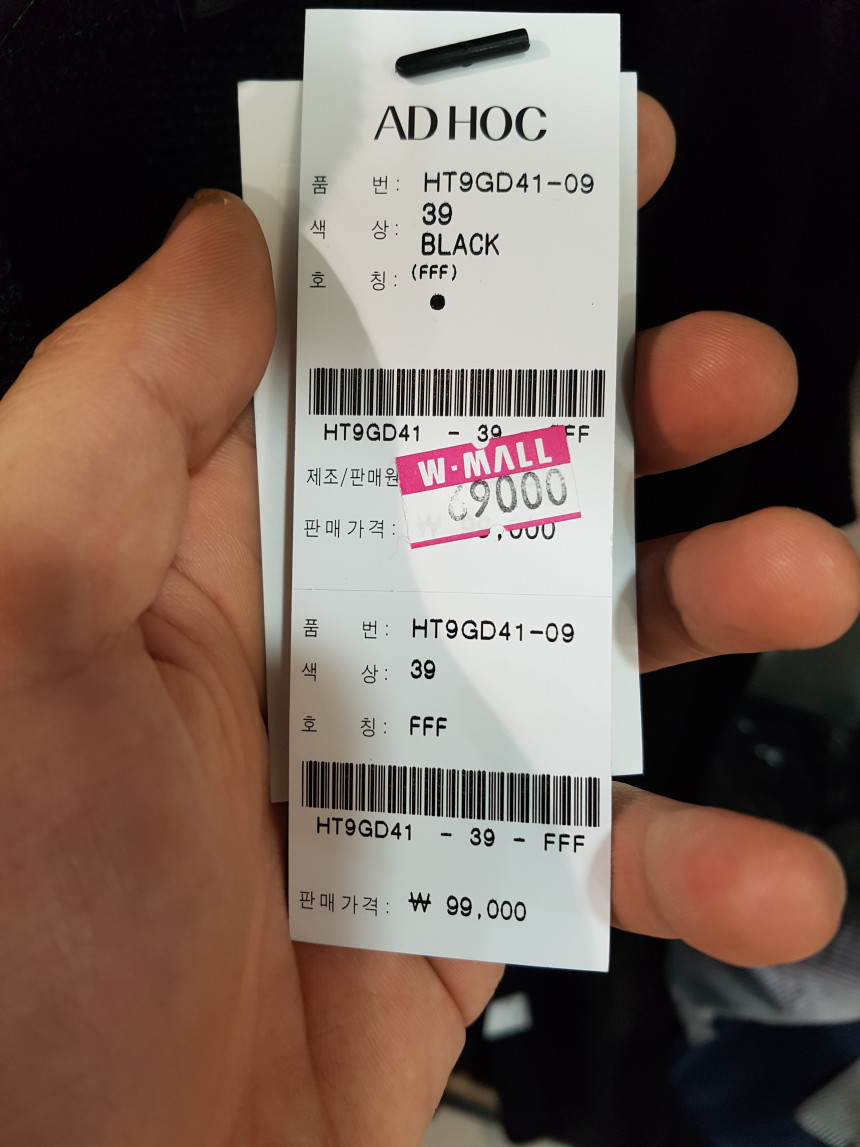 AD HOC
품 번 : HT9GD41-09
색 상 : 39
BLACK
호 칭 : (FFF)
HT9GD41 - 39 - FFF
제조/판매원
W·MALL
69000
판매가격 : ₩ 99,000
품 번 : HT9GD41-09
색 상 : 39
호 칭 : FFF
HT9GD41 - 39 - FFF
판매가격 : ₩ 99,000